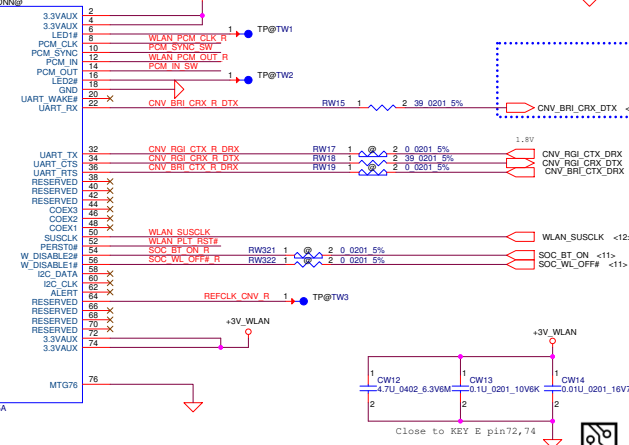 ONN@
3.3VAUX 2
3.3VAUX 4
LED1# 6 1 TP@TW1
PCM_CLK 8 WLAN_PCM_CLK_R
PCM_SYNC 10 PCM_SYNC_SW
PCM_IN 12 WLAN_PCM_OUT_R
PCM_OUT 14 PCM_IN_SW
LED2# 16 1 TP@TW2
GND 18
UART_WAKE# 20
UART_RX 22 CNV_BRI_CRX_R_DTX RW15 1 2 39_0201_5% CNV_BRI_CRX_DTX <
1.8V
UART_TX 32 CNV_RGI_CTX_R_DRX RW17 1 @ 2 0_0201_5% CNV_RGI_CTX_DRX
UART_CTS 34 CNV_RGI_CRX_R_DTX RW18 1 2 39_0201_5% CNV_RGI_CRX_DTX
UART_RTS 36 CNV_BRI_CTX_R_DRX RW19 1 @ 2 0_0201_5% CNV_BRI_CTX_DRX
RESERVED 38
RESERVED 40
RESERVED 42
COEX3 44
COEX2 46
COEX1 48
SUSCLK 50 WLAN_SUSCLK WLAN_SUSCLK <12>
PERST0# 52 WLAN_PLT_RST#
W_DISABLE2# 54 SOC_BT_ON_R RW321 1 @ 2 0_0201_5% SOC_BT_ON <11>
W_DISABLE1# 56 SOC_WL_OFF#_R RW322 1 @ 2 0_0201_5% SOC_WL_OFF# <11>
I2C_DATA 58
I2C_CLK 60
ALERT 62
RESERVED 64 REFCLK_CNV_R 1 TP@TW3
RESERVED 66
RESERVED 68
RESERVED 70
3.3VAUX 72 +3V_WLAN
3.3VAUX 74
MTG76 76
+3V_WLAN
1 1 1
CW12 CW13 CW14
4.7U_0402_6.3V6M 0.1U_0201_10V6K 0.01U_0201_16V7
2 2 2
Close to KEY E pin72,74